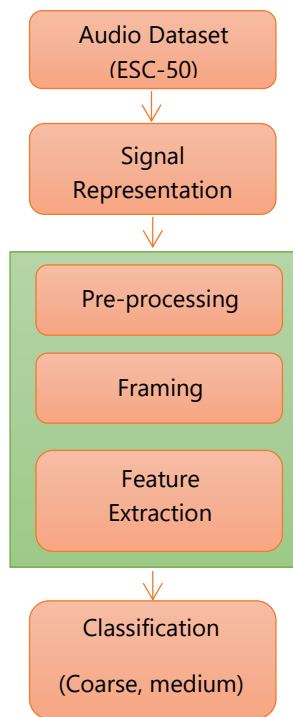 Audio Dataset
(ESC-50)
Signal
Representation
Pre-processing
Framing
Feature
Extraction
Classification
(Coarse, medium)